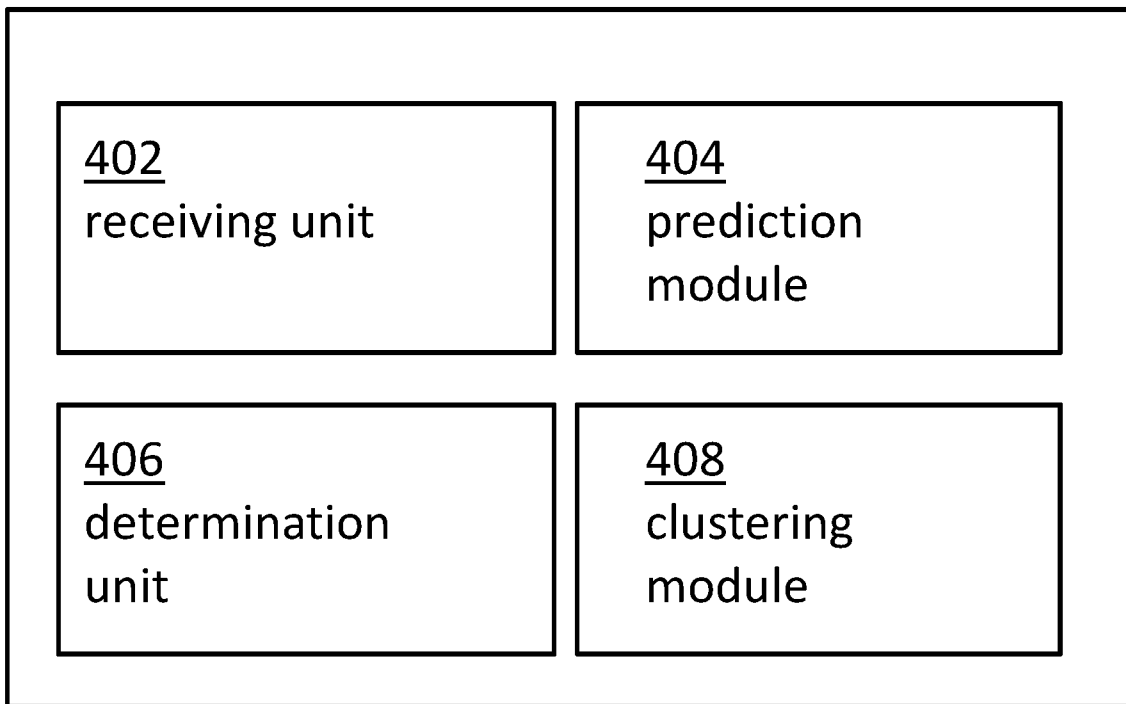 402
receiving unit
404
prediction
module
406
determination
unit
408
clustering
module